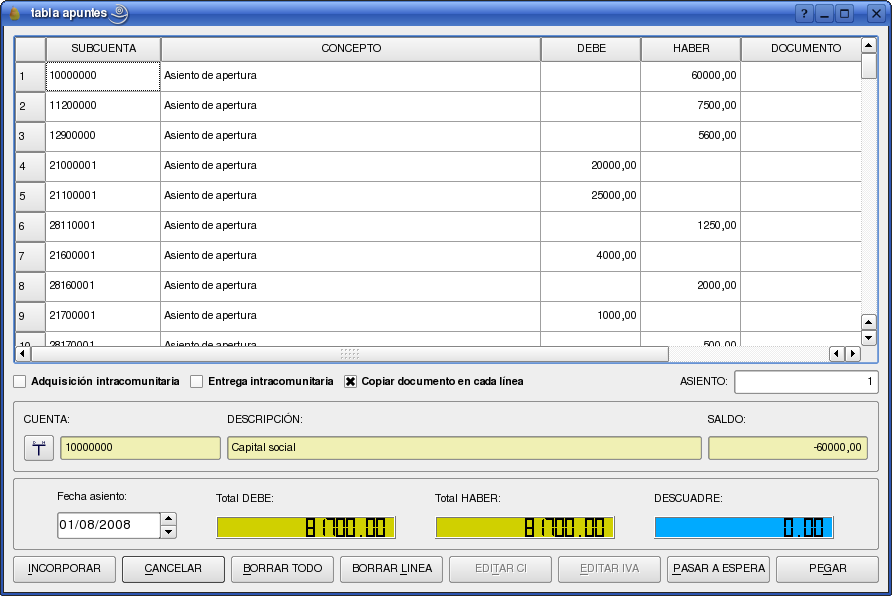 tabla apuntes
SUBCUENTA CONCEPTO DEBE HABER DOCUMENTO
1 10000000 Asiento de apertura 60000,00
2 11200000 Asiento de apertura 7500,00
3 12900000 Asiento de apertura 5600,00
4 21000001 Asiento de apertura 20000,00
5 21100001 Asiento de apertura 25000,00
6 28110001 Asiento de apertura 1250,00
7 21600001 Asiento de apertura 4000,00
8 28160001 Asiento de apertura 2000,00
9 21700001 Asiento de apertura 1000,00
10 28170001 Asiento de apertura 500,00
Adquisición intracomunitaria Entrega intracomunitaria Copiar documento en cada línea ASIENTO: 1
CUENTA: DESCRIPCIÓN: SALDO:
10000000 Capital social -60000,00
Fecha asiento: Total DEBE: Total HABER: DESCUADRE:
01/08/2008 81700.00 81700.00 0.00
INCORPORAR CANCELAR BORRAR TODO BORRAR LINEA EDITAR CI EDITAR IVA PASAR A ESPERA PEGAR